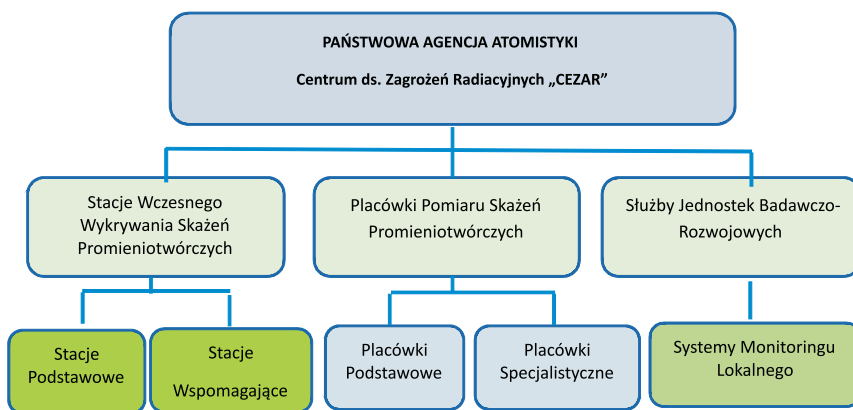 PAŃSTWOWA AGENCJA ATOMISTYKI
Centrum ds. Zagrożeń Radiacyjnych „CEZAR”
Stacje Wczesnego
Wykrywania Skażeń
Promieniotwórczych
Placówki Pomiaru Skażeń
Promieniotwórczych
Służby Jednostek Badawczo-
Rozwojowych
Stacje
Podstawowe
Stacje
Wspomagające
Placówki
Podstawowe
Placówki
Specjalistyczne
Systemy Monitoringu
Lokalnego